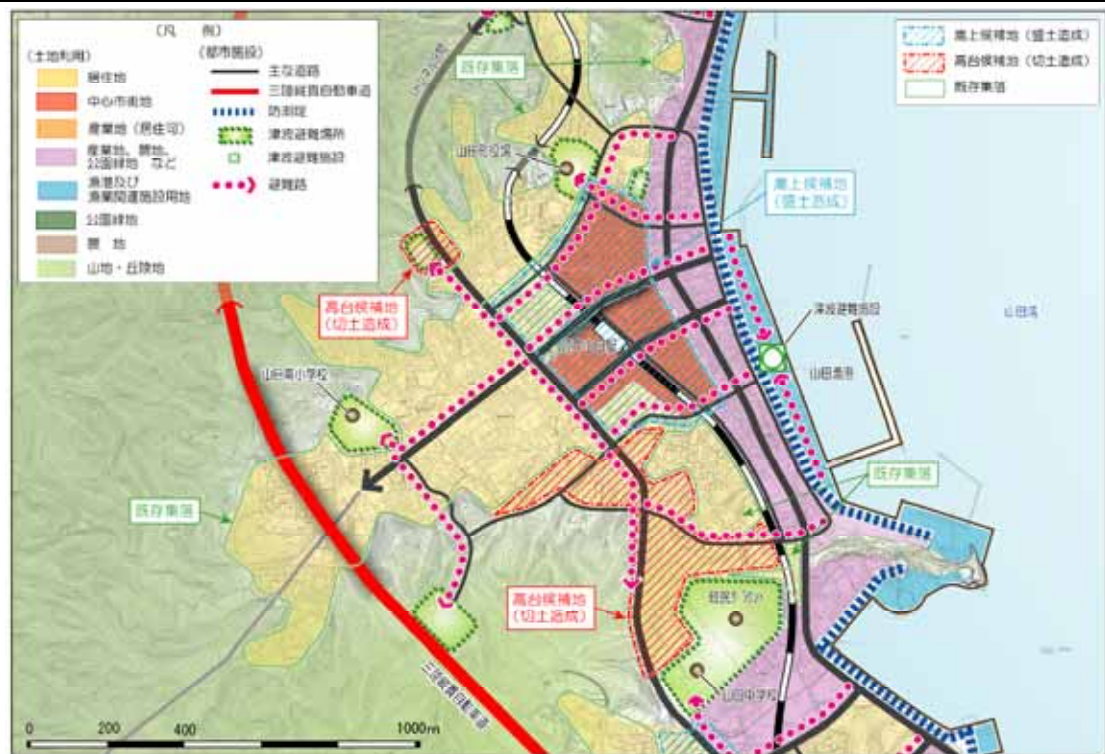 (凡 例)
(土地利用)
居住地
中心市街地
産業地(居住可)
産業地、農地、
公園緑地 など
漁港及び
漁業関連施設用地
公園緑地
農 地
山地・丘陵地
(都市施設)
主な道路
三陸縦貫自動車道
防潮堤
津波避難場所
津波避難施設
避難路
嵩上候補地(盛土造成)
高台候補地(切土造成)
既存集落
既存集落
山田町役場
嵩上候補地
(盛土造成)
高台候補地
(切土造成)
津波避難施設
山田湾
山田漁港
山田南小学校
既存集落
既存集落
高台候補地
(切土造成)
山田中学校
三陸縦貫自動車道
0 200 400 1000m